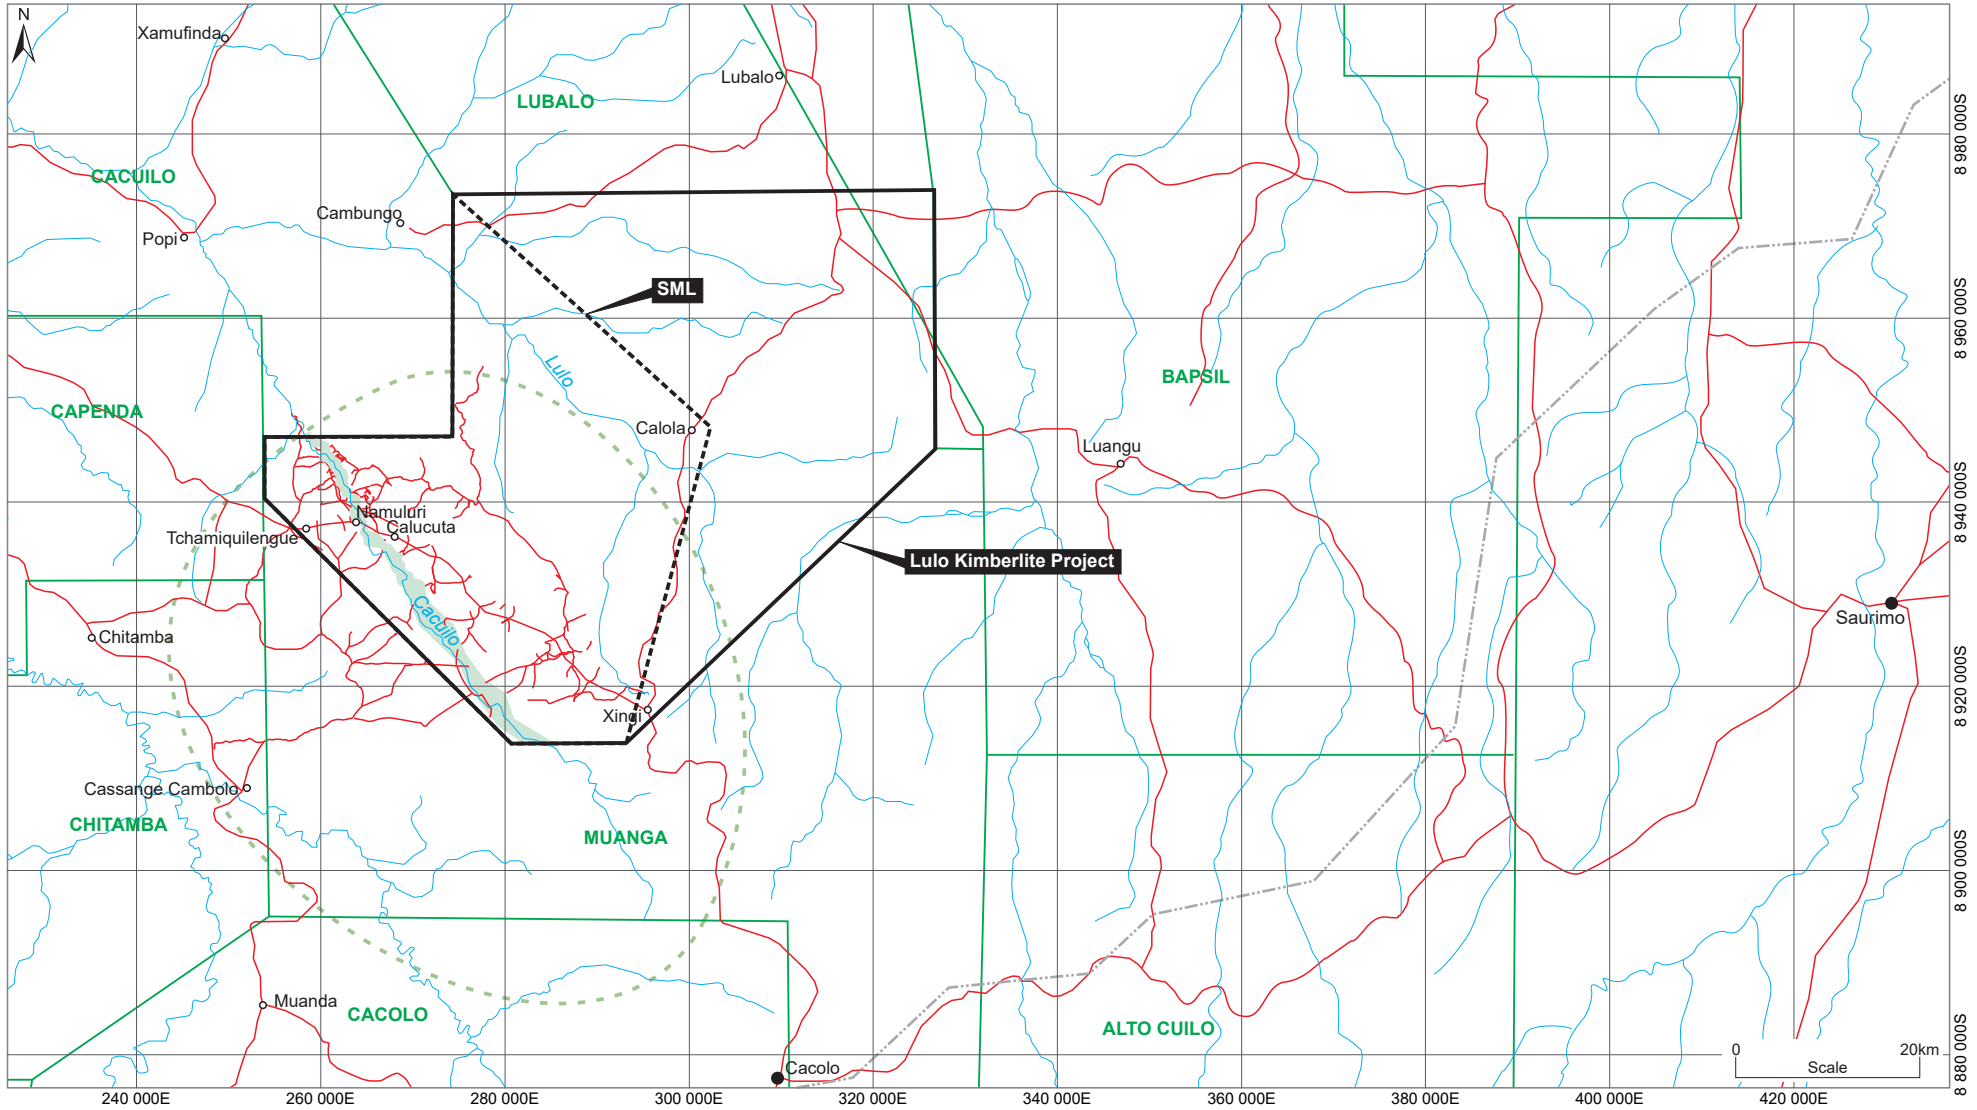 N
Xamufinda
Lubalo
LUBALO
8 980 000S
CACUILO
Cambungo
Popi
SML
8 960 000S
Lulo
BAPSIL
CAPENDA
Calola
Luangu
8 940 000S
Namuluri
Calucuta
Tchamiquilengue
Lulo Kimberlite Project
Cacuilo
Saurimo
Chitamba
8 920 000S
Xingi
Cassange Cambolo
CHITAMBA
MUANGA
8 900 000S
Muanda
CACOLO
ALTO CUILO
0 20km
Scale
8 880 000S
Cacolo
240 000E 260 000E 280 000E 300 000E 320 000E 340 000E 360 000E 380 000E 400 000E 420 000E